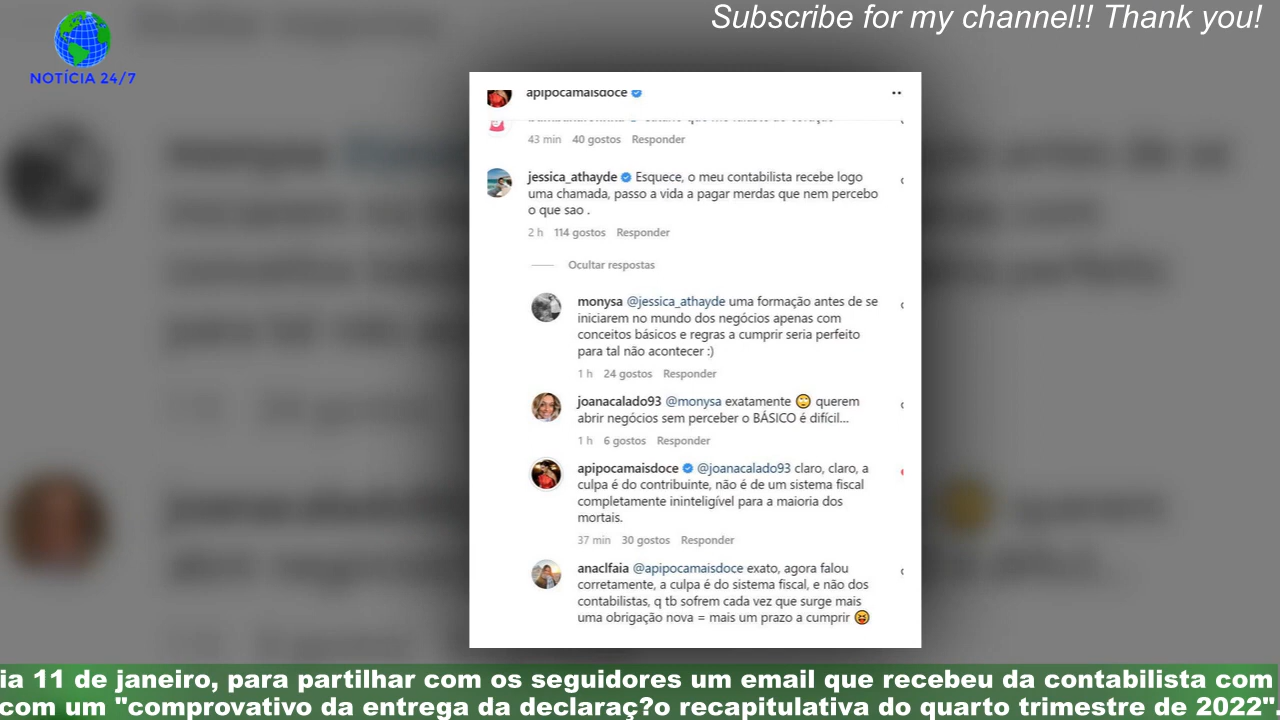 Subscribe for my channel!! Thank you!
NOTÍCIA 24/7
apipocamaisdoce
43 min 40 gostos Responder
jessica_athayde Esquece, o meu contabilista recebe logo
uma chamada, passo a vida a pagar merdas que nem percebo
o que sao .
2 h 114 gostos Responder
Ocultar respostas
monysa @jessica_athayde uma formação antes de se
iniciarem no mundo dos negócios apenas com
conceitos básicos e regras a cumprir seria perfeito
para tal não acontecer :)
1 h 24 gostos Responder
joanacalado93 @monysa exatamente 🙄 querem
abrir negócios sem perceber o BÁSICO é difícil...
1 h 6 gostos Responder
apipocamaisdoce @joanacalado93 claro, claro, a
culpa é do contribuinte, não é de um sistema fiscal
completamente ininteligível para a maioria dos
mortais.
37 min 30 gostos Responder
anaclfaia @apipocamaisdoce exato, agora falou
corretamente, a culpa é do sistema fiscal, e não dos
contabilistas, q tb sofrem cada vez que surge mais
uma obrigação nova = mais um prazo a cumprir 😝
ia 11 de janeiro, para partilhar com os seguidores um email que recebeu da contabilista com
com um "comprovativo da entrega da declaraç?o recapitulativa do quarto trimestre de 2022".